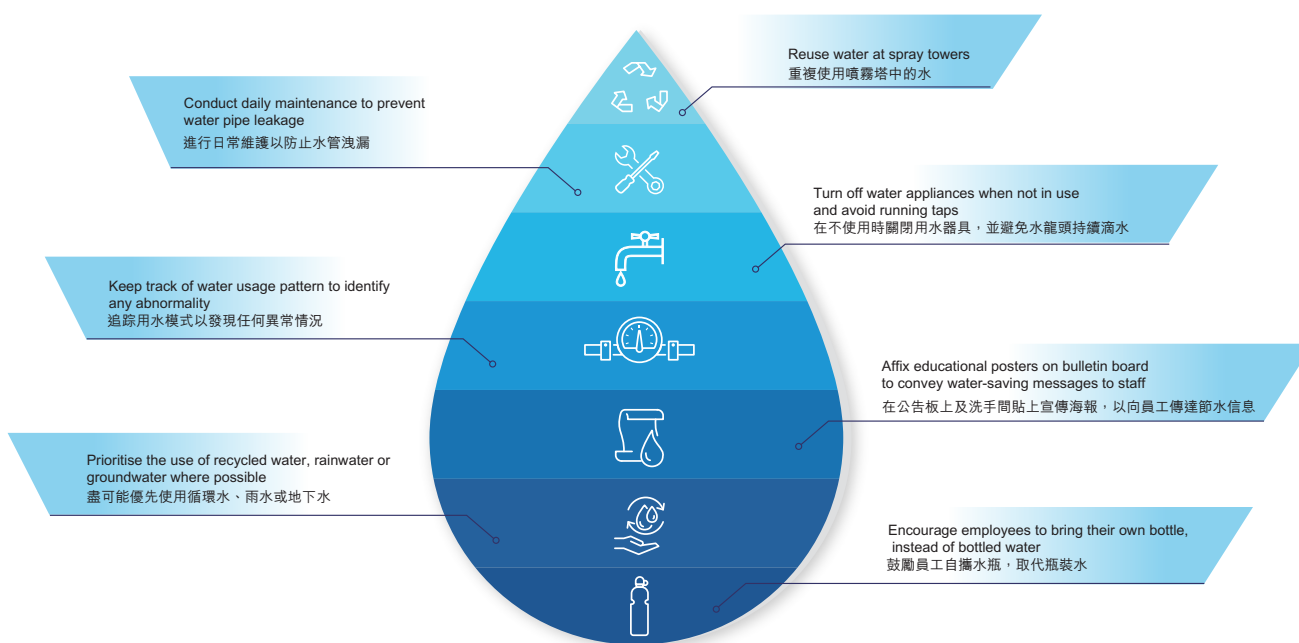 Reuse water at spray towers
重複使用噴霧塔中的水
Conduct daily maintenance to prevent
water pipe leakage
進行日常維護以防止水管洩漏
Turn off water appliances when not in use
and avoid running taps
在不使用時關閉用水器具，並避免水龍頭持續滴水
Keep track of water usage pattern to identify
any abnormality
追踪用水模式以發現任何異常情況
Affix educational posters on bulletin board
to convey water-saving messages to staff
在公告板上及洗手間貼上宣傳海報，以向員工傳達節水信息
Prioritise the use of recycled water, rainwater or
groundwater where possible
盡可能優先使用循環水、雨水或地下水
Encourage employees to bring their own bottle,
instead of bottled water
鼓勵員工自攜水瓶，取代瓶裝水